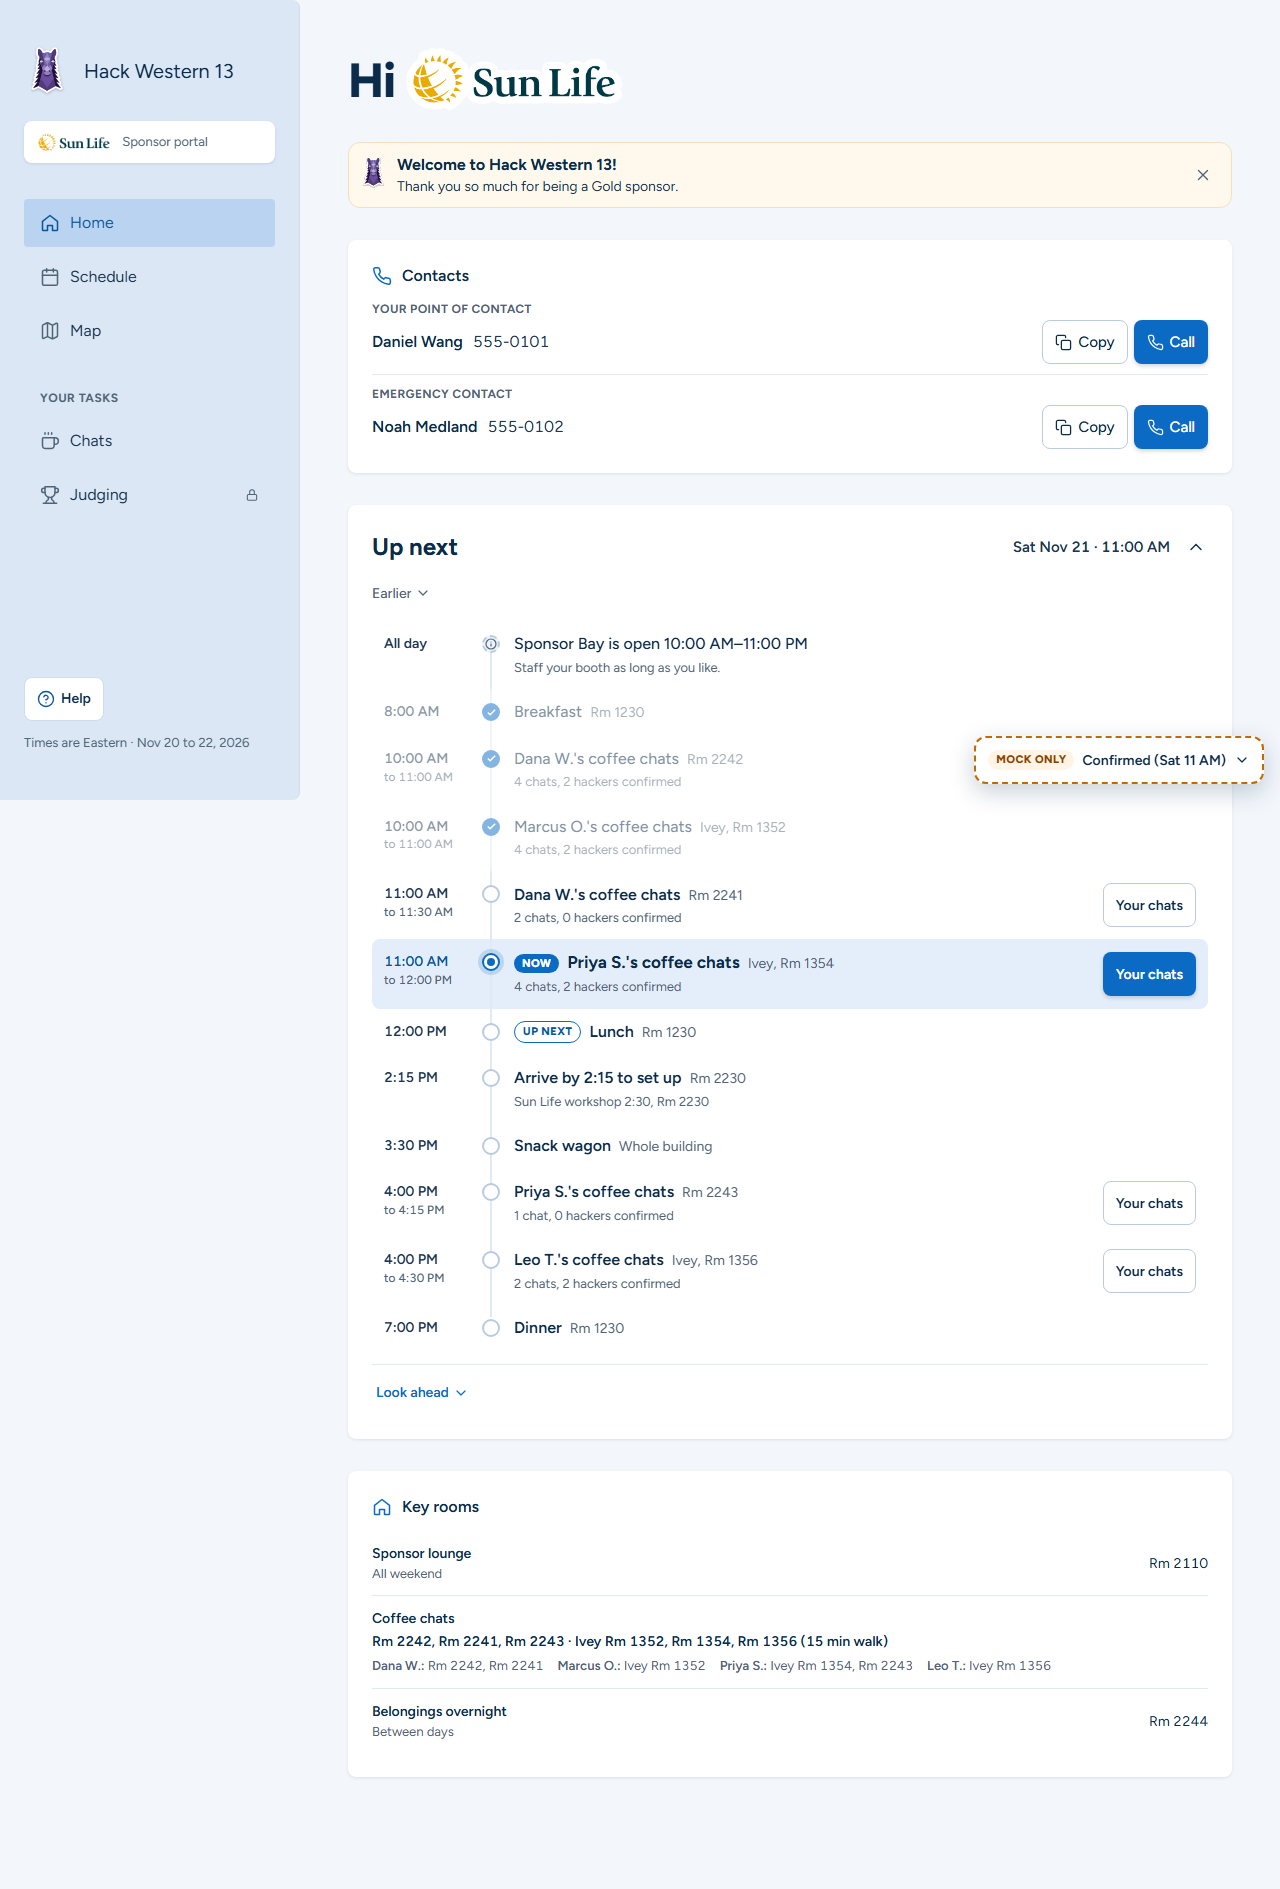 Hack Western 13
Sun Life Sponsor portal
Home
Schedule
Map
YOUR TASKS
Chats
Judging
Help
Times are Eastern · Nov 20 to 22, 2026
Hi Sun Life
Welcome to Hack Western 13!
Thank you so much for being a Gold sponsor.
Contacts
YOUR POINT OF CONTACT
Daniel Wang 555-0101 Copy Call
EMERGENCY CONTACT
Noah Medland 555-0102 Copy Call
Up next Sat Nov 21 · 11:00 AM
Earlier
All day Sponsor Bay is open 10:00 AM–11:00 PM
Staff your booth as long as you like.
8:00 AM Breakfast Rm 1230
10:00 AM Dana W.'s coffee chats Rm 2242
to 11:00 AM 4 chats, 2 hackers confirmed
MOCK ONLY Confirmed (Sat 11 AM)
10:00 AM Marcus O.'s coffee chats Ivey, Rm 1352
to 11:00 AM 4 chats, 2 hackers confirmed
11:00 AM Dana W.'s coffee chats Rm 2241
to 11:30 AM 2 chats, 0 hackers confirmed
Your chats
11:00 AM NOW Priya S.'s coffee chats Ivey, Rm 1354
to 12:00 PM 4 chats, 2 hackers confirmed
Your chats
12:00 PM UP NEXT Lunch Rm 1230
2:15 PM Arrive by 2:15 to set up Rm 2230
Sun Life workshop 2:30, Rm 2230
3:30 PM Snack wagon Whole building
4:00 PM Priya S.'s coffee chats Rm 2243
to 4:15 PM 1 chat, 0 hackers confirmed
Your chats
4:00 PM Leo T.'s coffee chats Ivey, Rm 1356
to 4:30 PM 2 chats, 2 hackers confirmed
Your chats
7:00 PM Dinner Rm 1230
Look ahead
Key rooms
Sponsor lounge
All weekend
Rm 2110
Coffee chats
Rm 2242, Rm 2241, Rm 2243 · Ivey Rm 1352, Rm 1354, Rm 1356 (15 min walk)
Dana W.: Rm 2242, Rm 2241 Marcus O.: Ivey Rm 1352 Priya S.: Ivey Rm 1354, Rm 2243 Leo T.: Ivey Rm 1356
Belongings overnight
Between days
Rm 2244